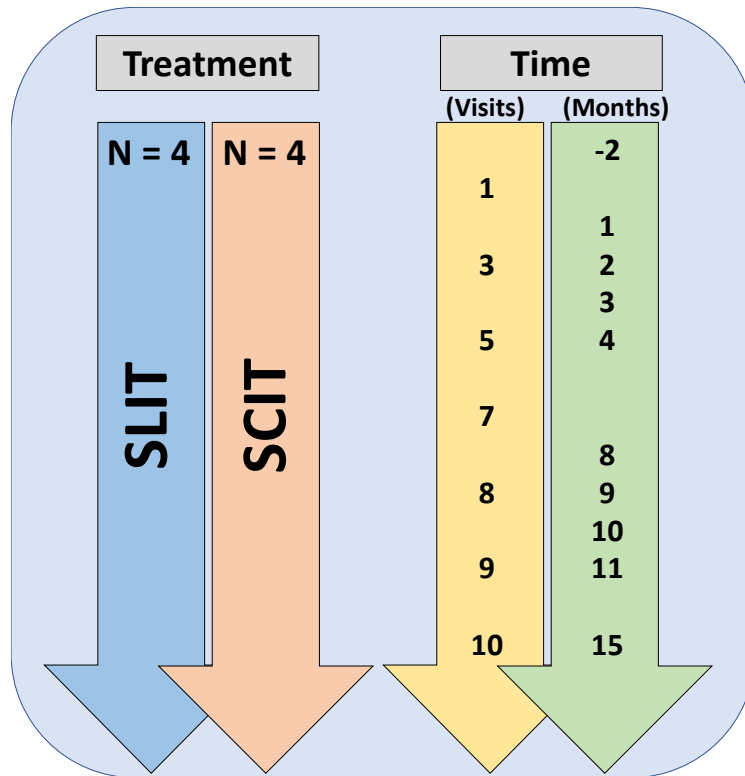 Treatment
Time
(Visits) (Months)
N = 4 N = 4
-2
1
1
3 2
3
5 4
7
8
8 9
10
9 11
10 15
SLIT
SCIT